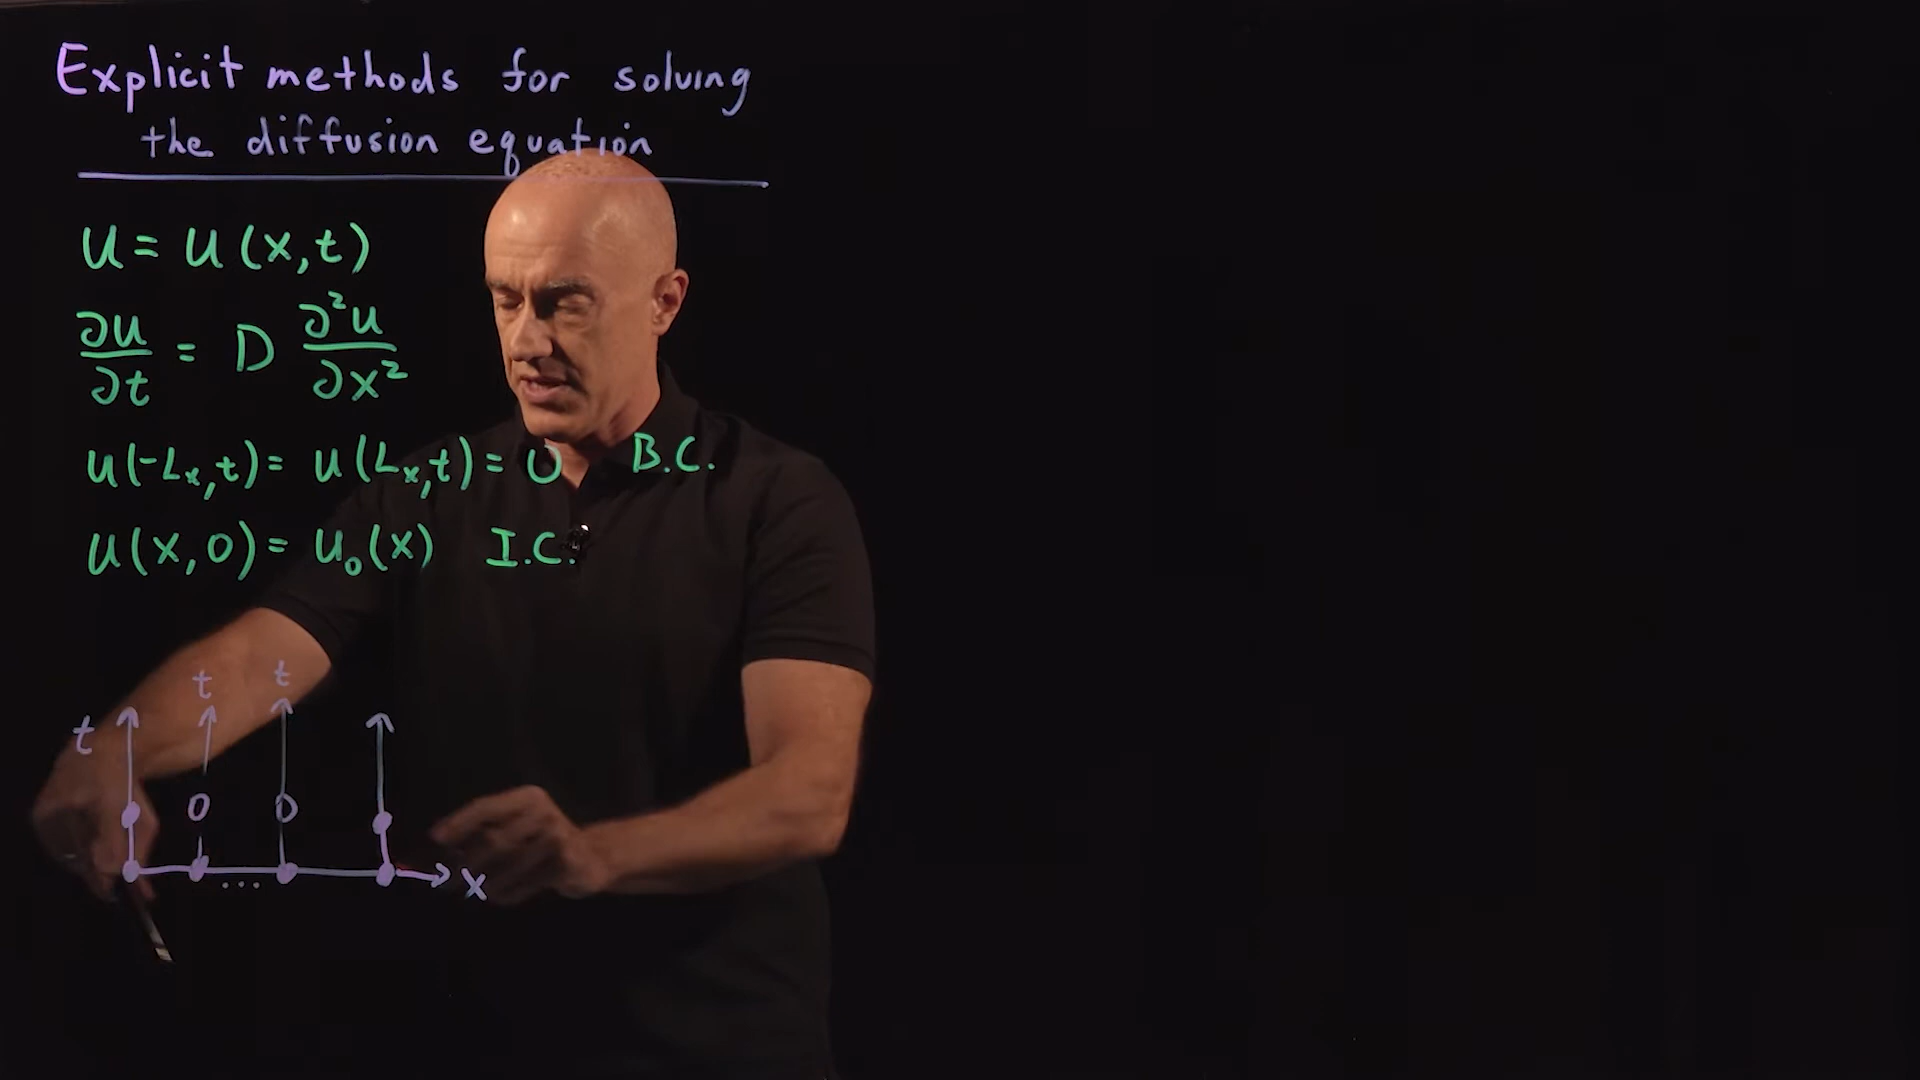 Explicit methods for solving
the diffusion equation
u = u(x,t)
∂u/∂t = D ∂²u/∂x²
u(-Lₓ,t) = u(Lₓ,t) = 0 B.C.
u(x,0) = u₀(x) I.C.
t t t
0 0
... x